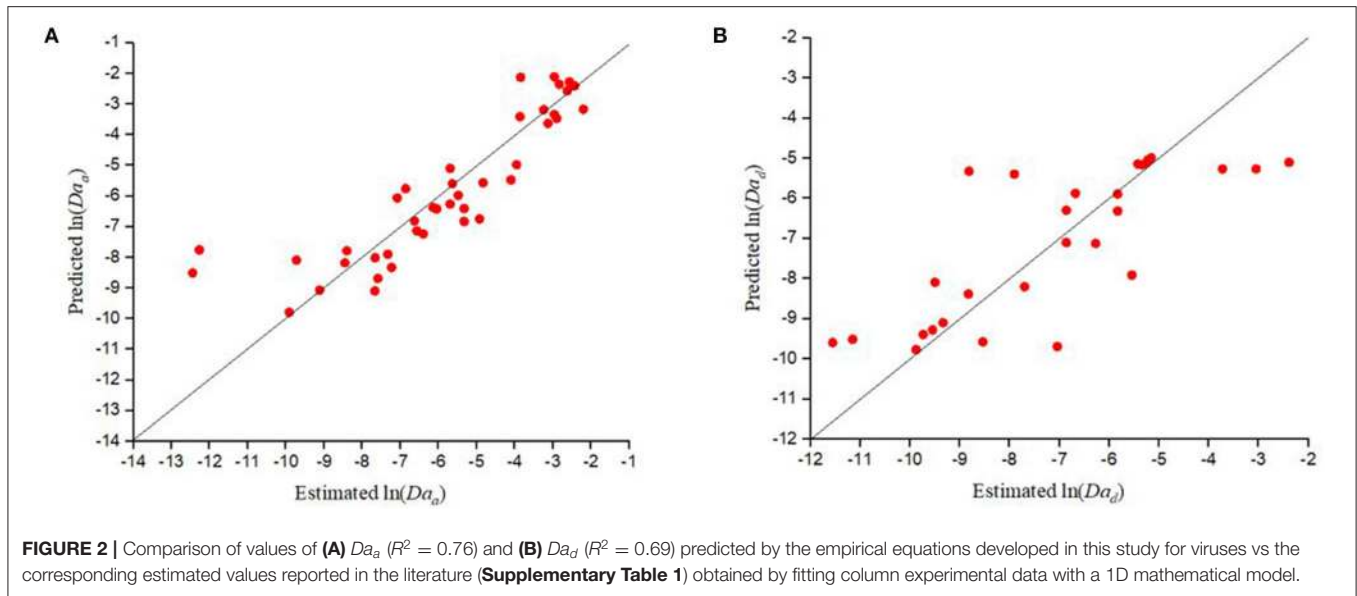 A
-1
-2
-3
-4
-5
-6
-7
-8
-9
-10
-11
-12
-13
-14
Predicted ln(Daₐ)
-14 -13 -12 -11 -10 -9 -8 -7 -6 -5 -4 -3 -2 -1
Estimated ln(Daₐ)
B
-2
-3
-4
-5
-6
-7
-8
-9
-10
-11
-12
Predicted ln(Da_d)
-12 -11 -10 -9 -8 -7 -6 -5 -4 -3 -2
Estimated ln(Da_d)
FIGURE 2 | Comparison of values of (A) Daₐ (R² = 0.76) and (B) Da_d (R² = 0.69) predicted by the empirical equations developed in this study for viruses vs the
corresponding estimated values reported in the literature (Supplementary Table 1) obtained by fitting column experimental data with a 1D mathematical model.